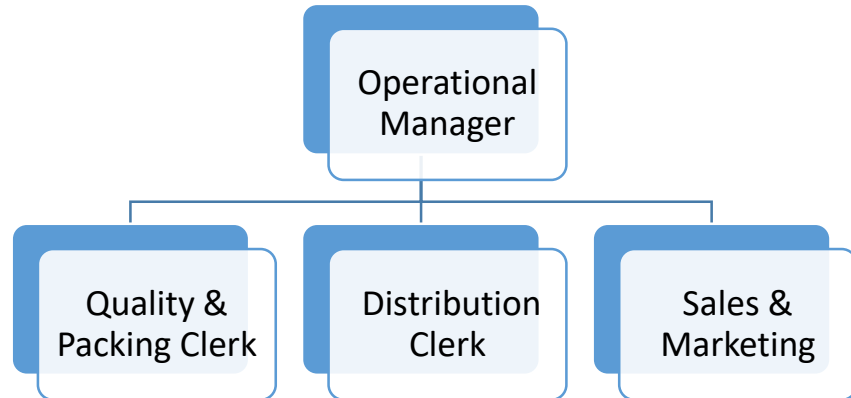 Operational
Manager
Quality &
Packing Clerk
Distribution
Clerk
Sales &
Marketing